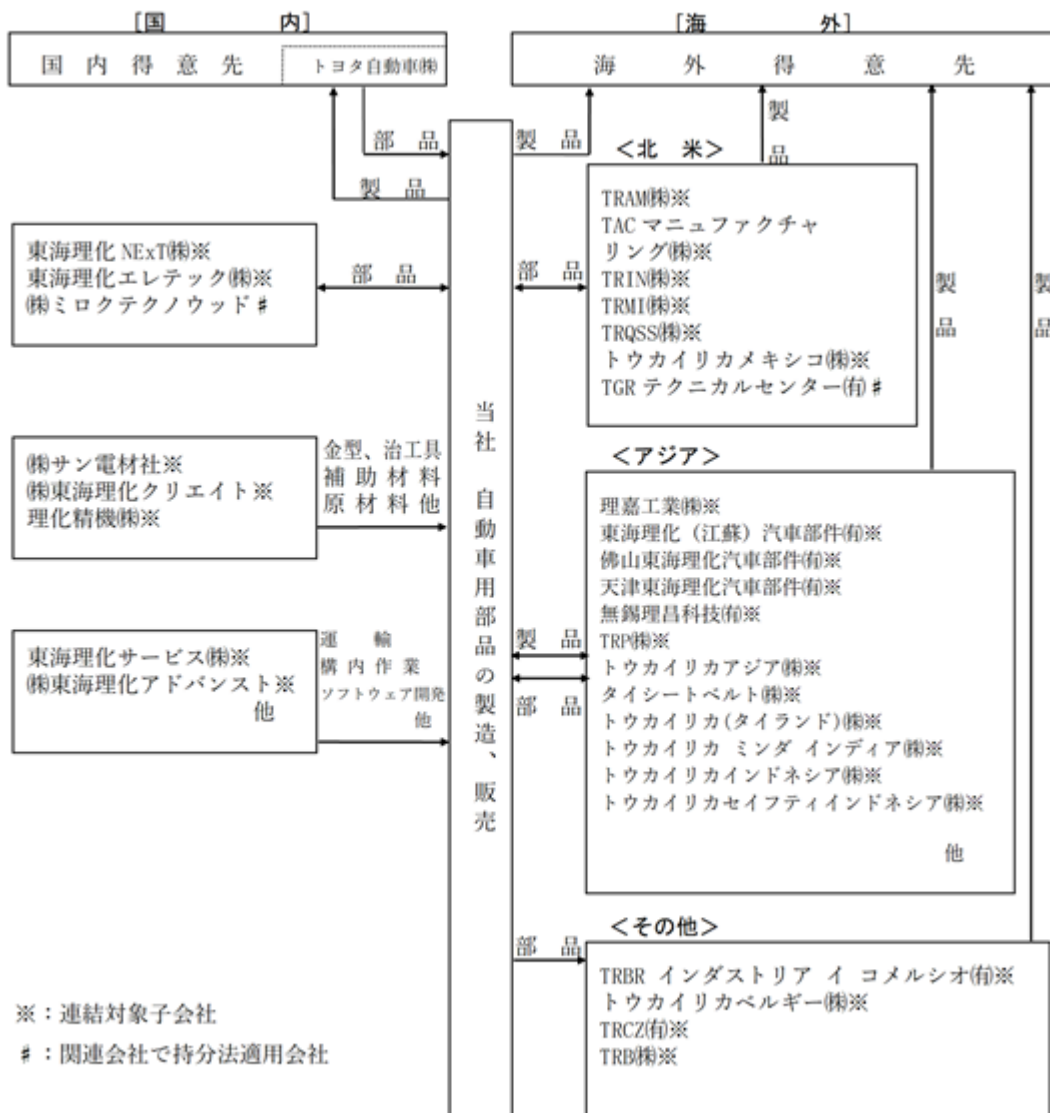 [国 内]
国内得意先
トヨタ自動車㈱
部品
製品
東海理化 NExT㈱※
東海理化エレテック㈱※
㈱ミロクテクノウッド♯
部品
㈱サン電材社※
㈱東海理化クリエイト※
理化精機㈱※
金型、治工具
補助材料
原材料他
東海理化サービス㈱※
㈱東海理化アドバンスト※
他
運輸
構内作業
ソフトウェア開発
他
※：連結対象子会社
♯：関連会社で持分法適用会社
当社 自動車用部品の製造、販売
[海 外]
海外得意先
製品
製品
＜北 米＞
部品
TRAM㈱※
TAC マニュファクチャ
リング㈱※
TRIN㈱※
TRMI㈱※
TRQSS㈱※
トウカイリカメキシコ㈱※
TGR テクニカルセンター㈲♯
製品
製品
＜アジア＞
製品
部品
理嘉工業㈱※
東海理化（江蘇）汽車部件㈲※
佛山東海理化汽車部件㈲※
天津東海理化汽車部件㈲※
無錫理昌科技㈲※
TRP㈱※
トウカイリカアジア㈱※
タイシートベルト㈱※
トウカイリカ(タイランド)㈱※
トウカイリカ ミンダ インディア㈱※
トウカイリカインドネシア㈱※
トウカイリカセイフティインドネシア㈱※
他
＜その他＞
部品
TRBR インダストリア イ コメルシオ㈲※
トウカイリカベルギー㈱※
TRCZ㈲※
TRB㈱※